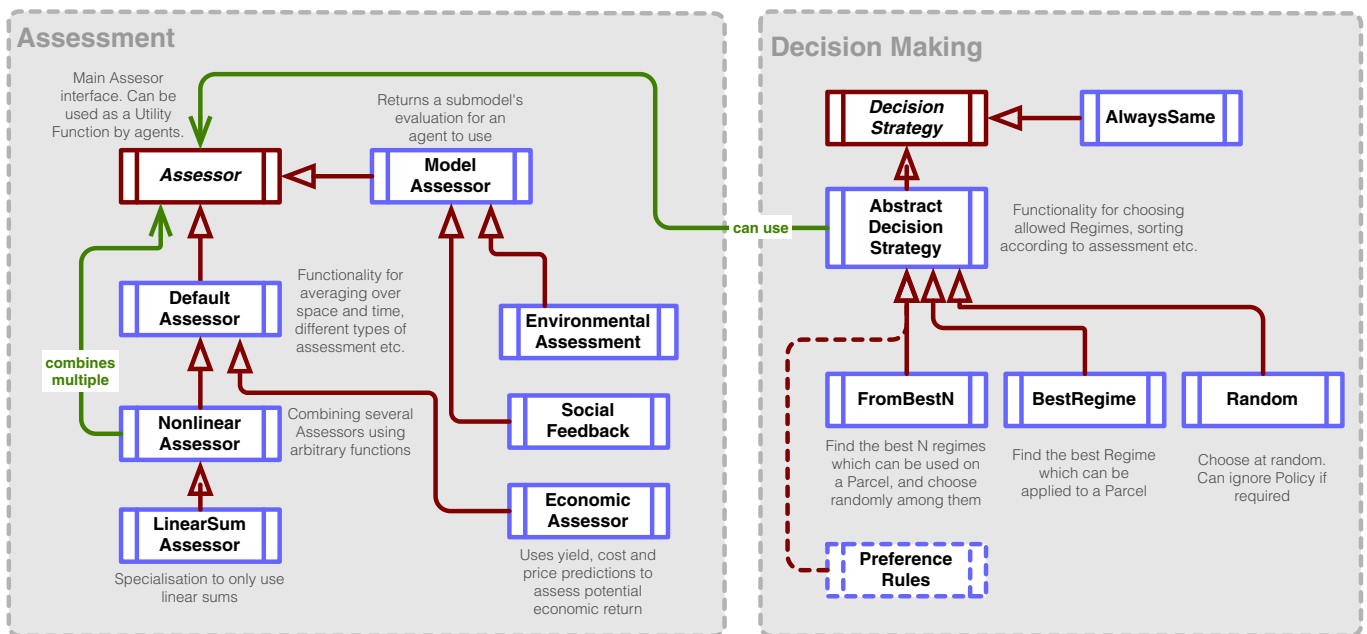 Assessment
Main Assesor
interface. Can be
used as a Utility
Function by agents.
Assessor
Returns a submodel's
evaluation for an
agent to use
Model
Assessor
Default
Assessor
Functionality for
averaging over
space and time,
different types of
assessment etc.
Environmental
Assessment
combines
multiple
Nonlinear
Assessor
Combining several
Assessors using
arbitrary functions
Social
Feedback
LinearSum
Assessor
Specialisation to only use
linear sums
Economic
Assessor
Uses yield, cost and
price predictions to
assess potential
economic return
can use
Decision Making
Decision
Strategy
AlwaysSame
Abstract
Decision
Strategy
Functionality for choosing
allowed Regimes, sorting
according to assessment etc.
FromBestN
Find the best N regimes
which can be used on
a Parcel, and choose
randomly among them
BestRegime
Find the best Regime
which can be
applied to a Parcel
Random
Choose at random.
Can ignore Policy if
required
Preference
Rules